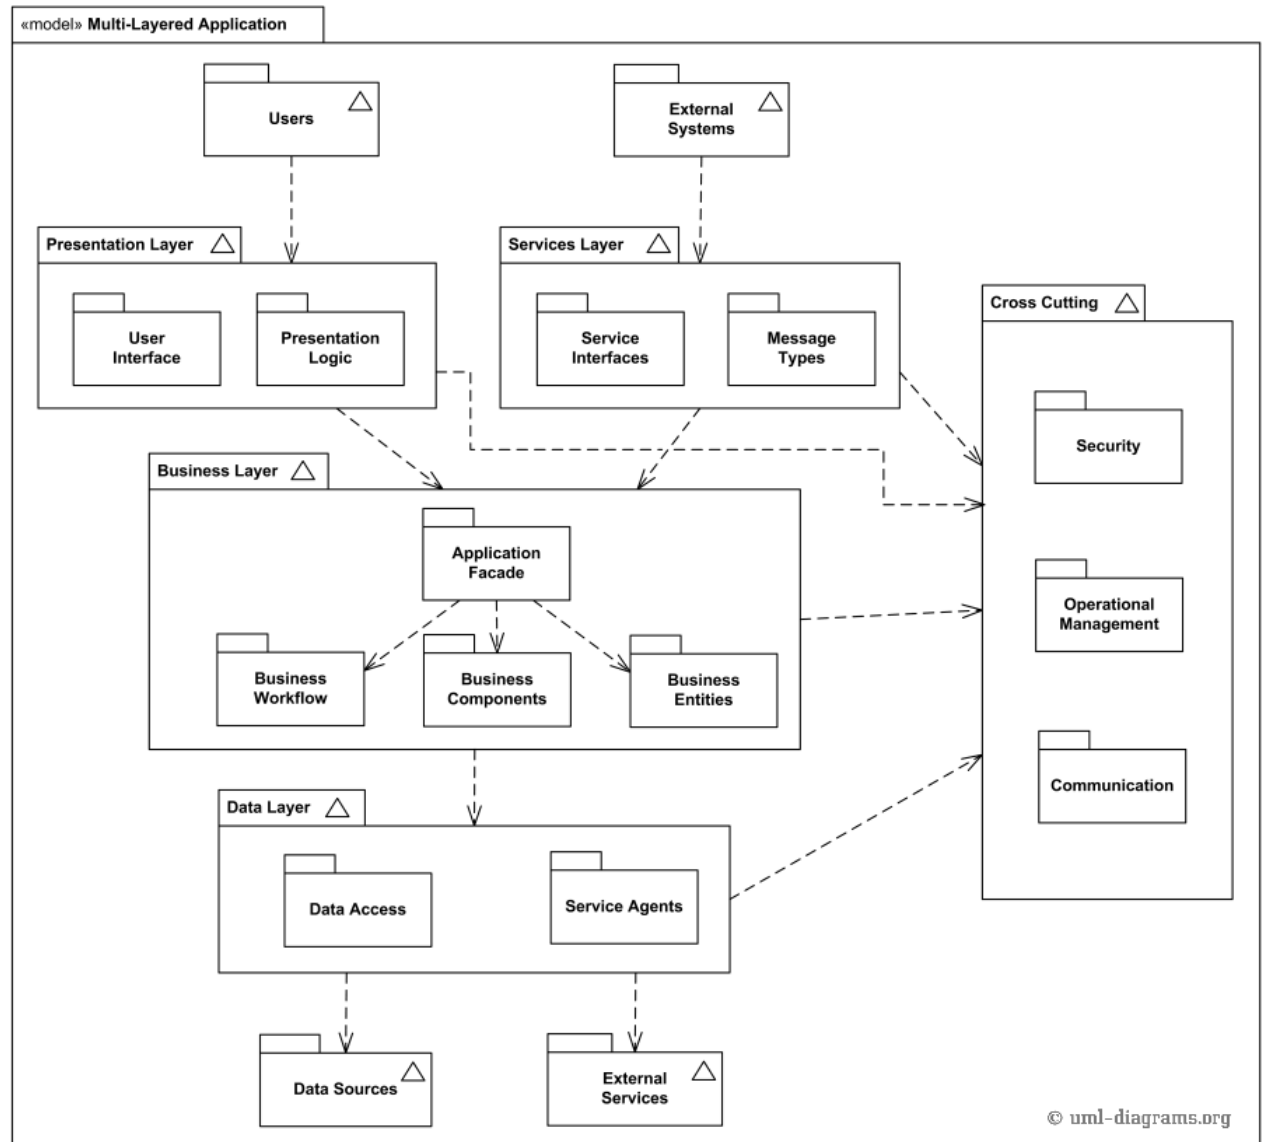 «model» Multi-Layered Application
Users
External
Systems
Presentation Layer
User
Interface
Presentation
Logic
Services Layer
Service
Interfaces
Message
Types
Cross Cutting
Security
Operational
Management
Communication
Business Layer
Application
Facade
Business
Workflow
Business
Components
Business
Entities
Data Layer
Data Access
Service Agents
Data Sources
External
Services
© uml-diagrams.org